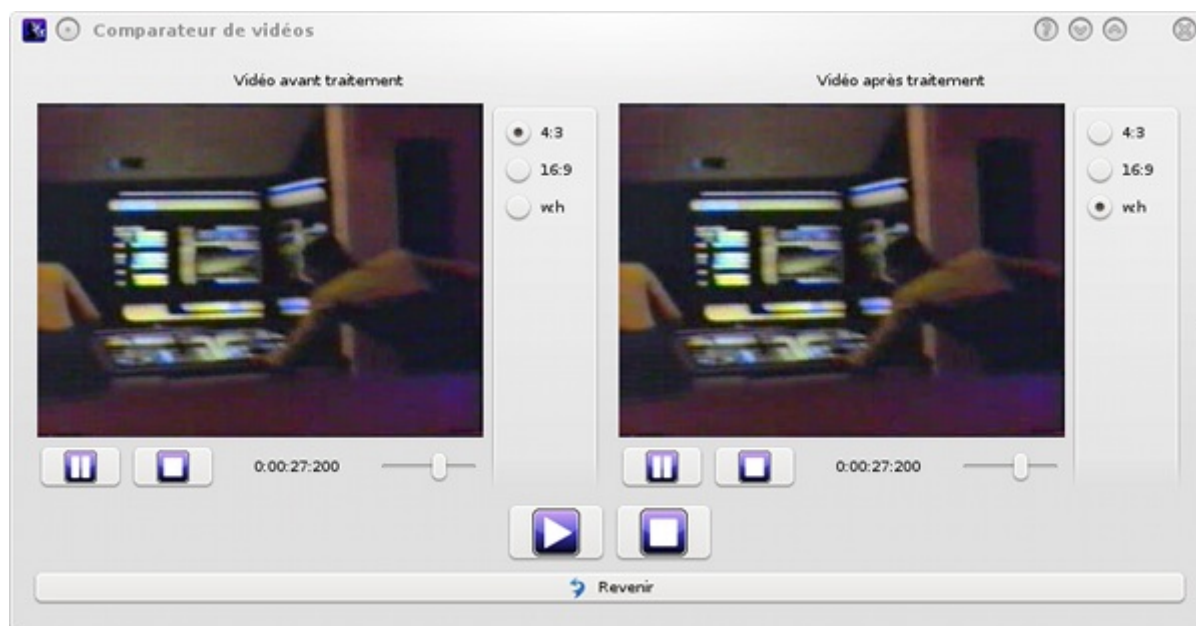 Comparateur de vidéos
Vidéo avant traitement
4:3
16:9
w:h
0:00:27:200
Vidéo après traitement
4:3
16:9
w:h
0:00:27:200
Revenir